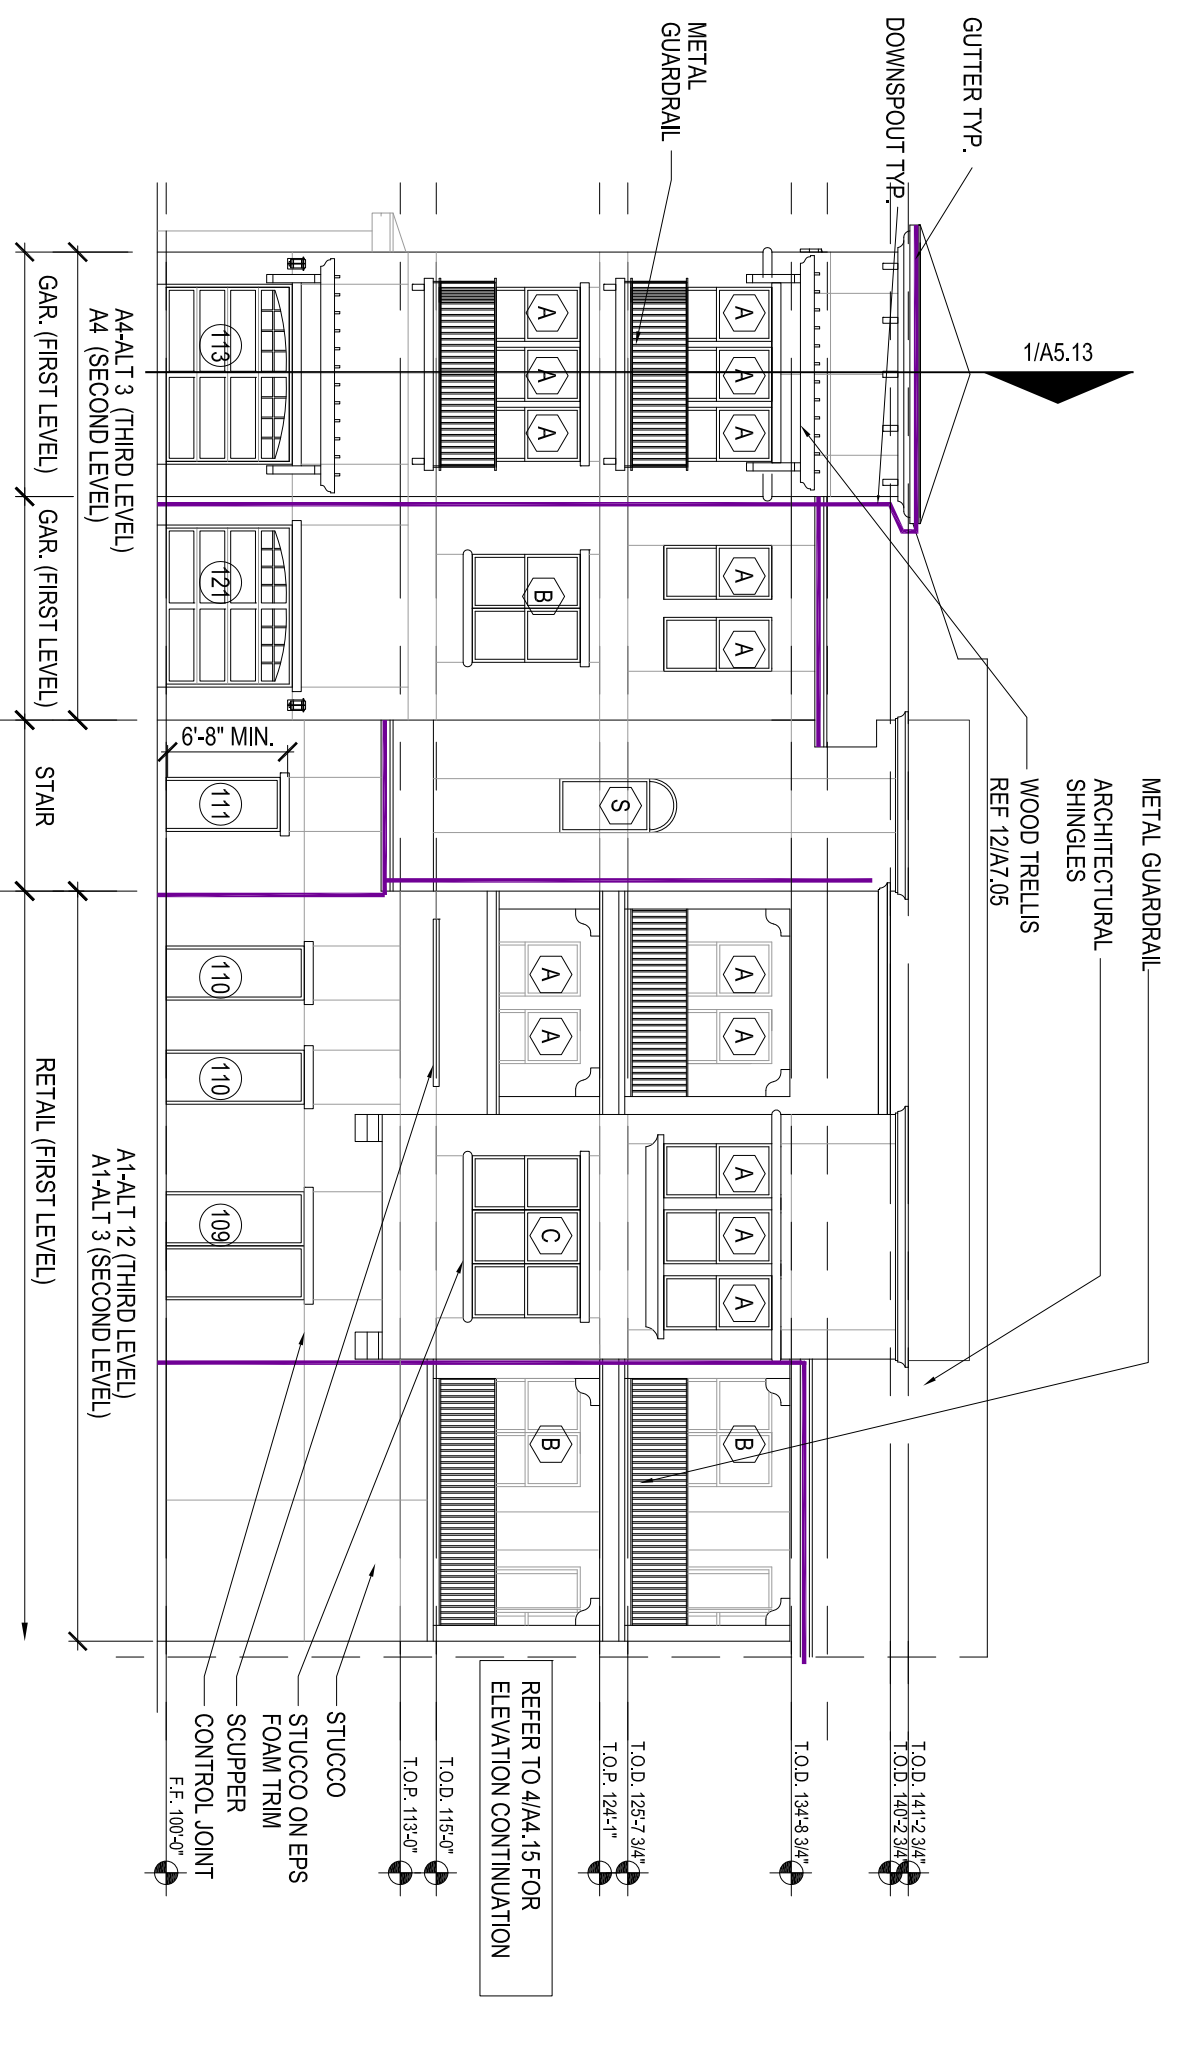 METAL GUARDRAIL
ARCHITECTURAL
SHINGLES
WOOD TRELLIS
REF 12/A7.05
1/A5.13
GUTTER TYP.
DOWNSPOUT TYP.
METAL
GUARDRAIL
T.O.D. 141'-2 3/4"
T.O.D. 140'-2 3/4"
T.O.D. 134'-8 3/4"
T.O.D. 125'-7 3/4"
T.O.P. 124'-1"
T.O.D. 115'-0"
T.O.P. 113'-0"
F.F. 100'-0"
A
A
A
A
A
A
A
A
A
A
A
B
A
A
A
B
S
A
A
C
B
113
121
111
110
110
109
6'-8" MIN.
REFER TO 4/A4.15 FOR
ELEVATION CONTINUATION
STUCCO
STUCCO ON EPS
FOAM TRIM
SCUPPER
CONTROL JOINT
A4-ALT 3 (THIRD LEVEL)
A4 (SECOND LEVEL)
A1-ALT 12 (THIRD LEVEL)
A1-ALT 3 (SECOND LEVEL)
GAR. (FIRST LEVEL)
GAR. (FIRST LEVEL)
STAIR
RETAIL (FIRST LEVEL)